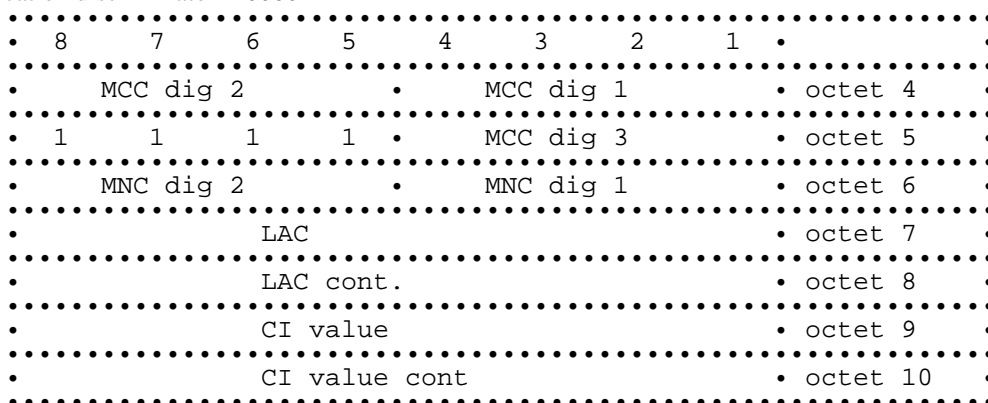 8 7 6 5 4 3 2 1
MCC dig 2 • MCC dig 1 • octet 4
1 1 1 1 • MCC dig 3 • octet 5
MNC dig 2 • MNC dig 1 • octet 6
LAC • octet 7
LAC cont. • octet 8
CI value • octet 9
CI value cont • octet 10